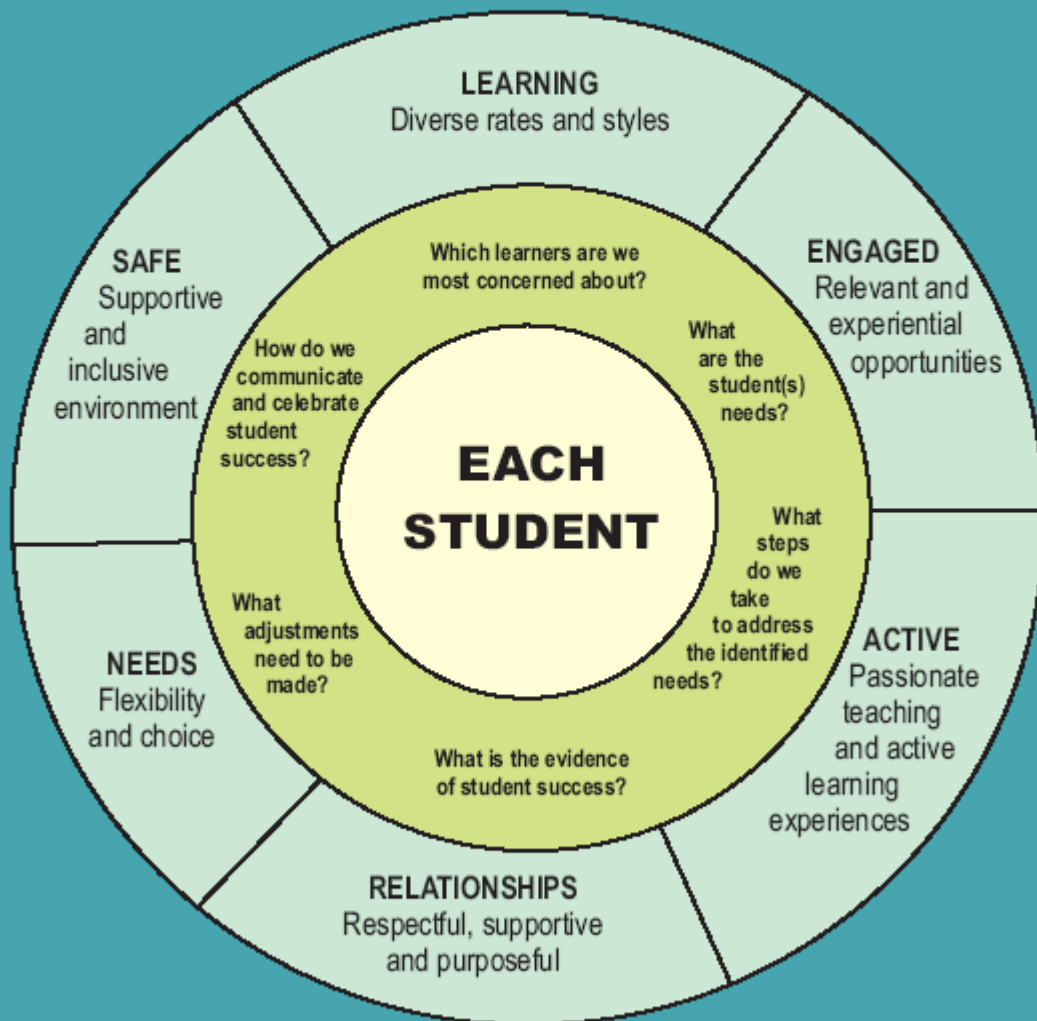 LEARNING
Diverse rates and styles
ENGAGED
Relevant and
experiential
opportunities
ACTIVE
Passionate
teaching
and active
learning
experiences
RELATIONSHIPS
Respectful, supportive
and purposeful
NEEDS
Flexibility
and choice
SAFE
Supportive
and
inclusive
environment
Which learners are we
most concerned about?
What
are the
student(s)
needs?
What
steps
do we
take
to address
the identified
needs?
What is the evidence
of student success?
What
adjustments
need to be
made?
How do we
communicate
and celebrate
student
success?
EACH
STUDENT